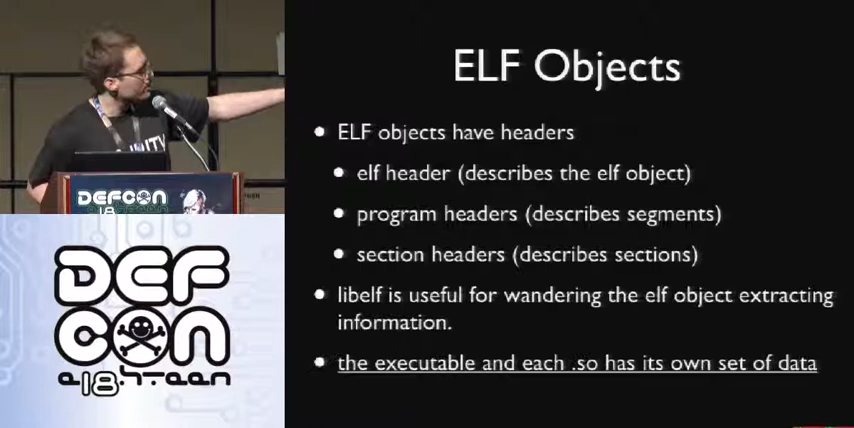 ELF Objects
ELF objects have headers
elf header (describes the elf object)
program headers (describes segments)
section headers (describes sections)
libelf is useful for wandering the elf object extracting
information.
the executable and each .so has its own set of data
DEFCON
18
DEF
CON
e18.hteen